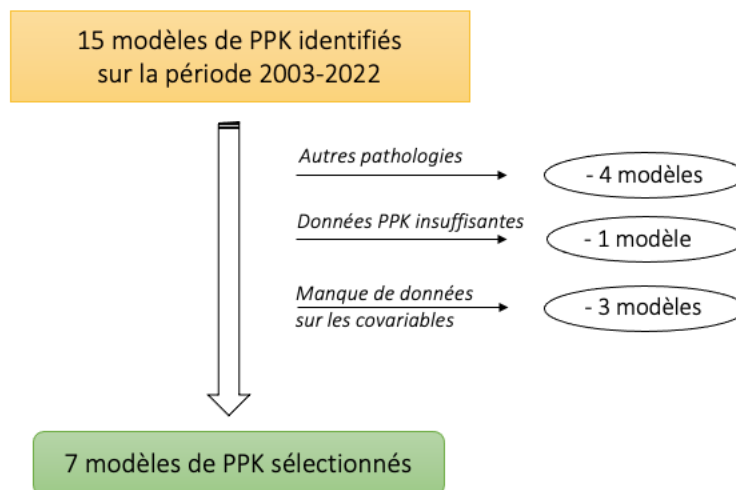 15 modèles de PPK identifiés
sur la période 2003-2022
Autres pathologies
- 4 modèles
Données PPK insuffisantes
- 1 modèle
Manque de données
sur les covariables
- 3 modèles
7 modèles de PPK sélectionnés